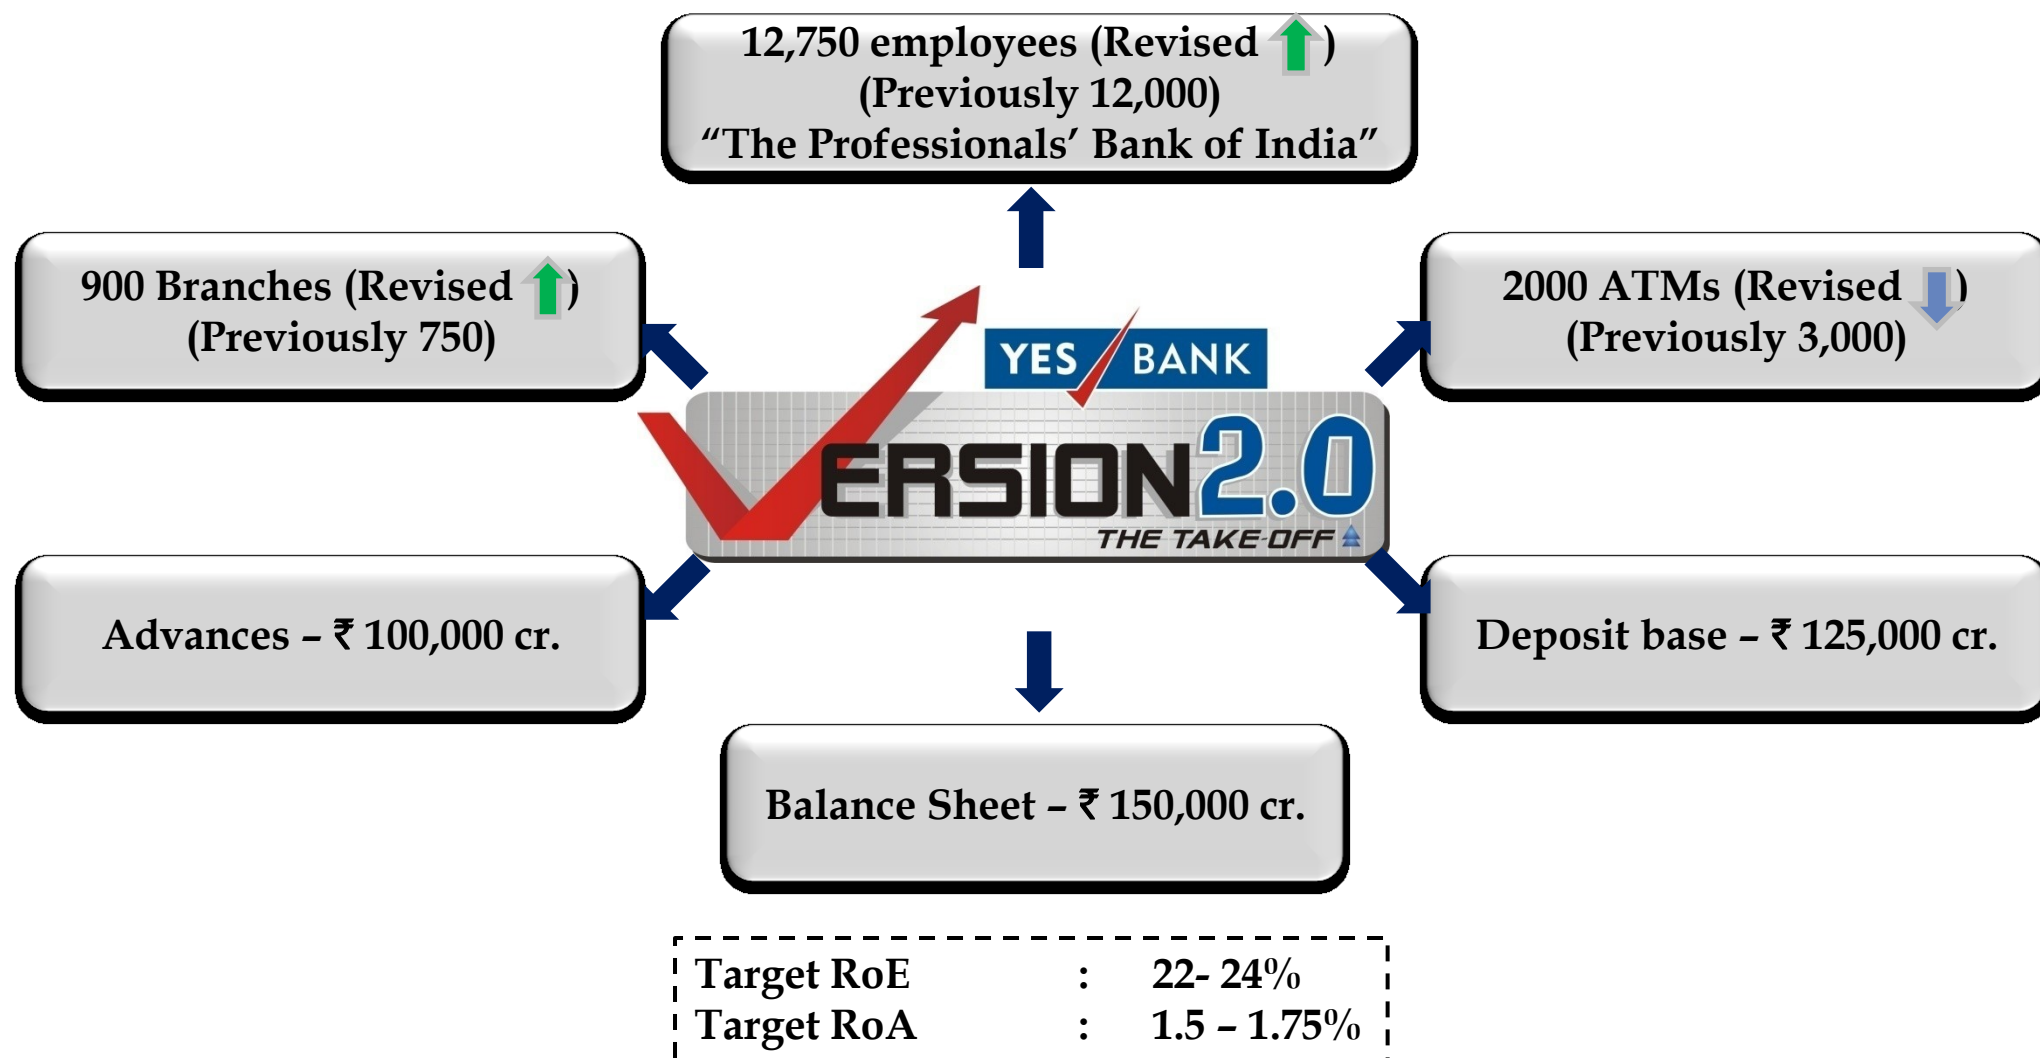 12,750 employees (Revised )
(Previously 12,000)
“The Professionals’ Bank of India”
900 Branches (Revised )
(Previously 750)
2000 ATMs (Revised )
(Previously 3,000)
YES BANK
VERSION 2.0
THE TAKE-OFF
Advances – ₹ 100,000 cr.
Deposit base – ₹ 125,000 cr.
Balance Sheet – ₹ 150,000 cr.
Target RoE : 22- 24%
Target RoA : 1.5 – 1.75%